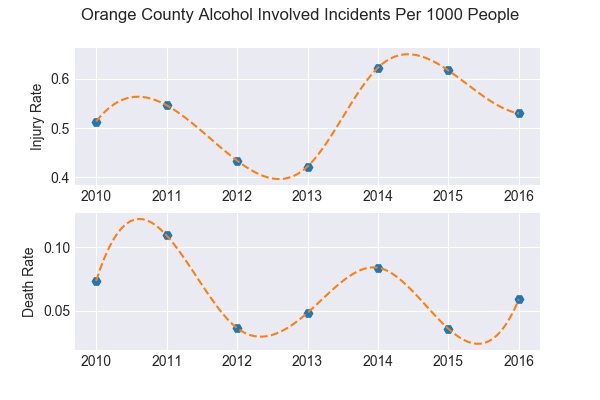 Orange County Alcohol Involved Incidents Per 1000 People
Injury Rate
0.6
0.5
0.4
2010 2011 2012 2013 2014 2015 2016
Death Rate
0.10
0.05
2010 2011 2012 2013 2014 2015 2016